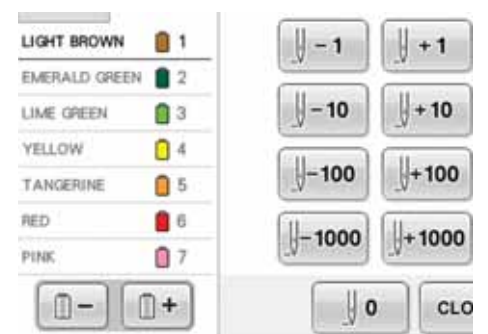 LIGHT BROWN 1
EMERALD GREEN 2
LIME GREEN 3
YELLOW 4
TANGERINE 5
RED 6
PINK 7
- +
-1 +1
-10 +10
-100 +100
-1000 +1000
0 CLO